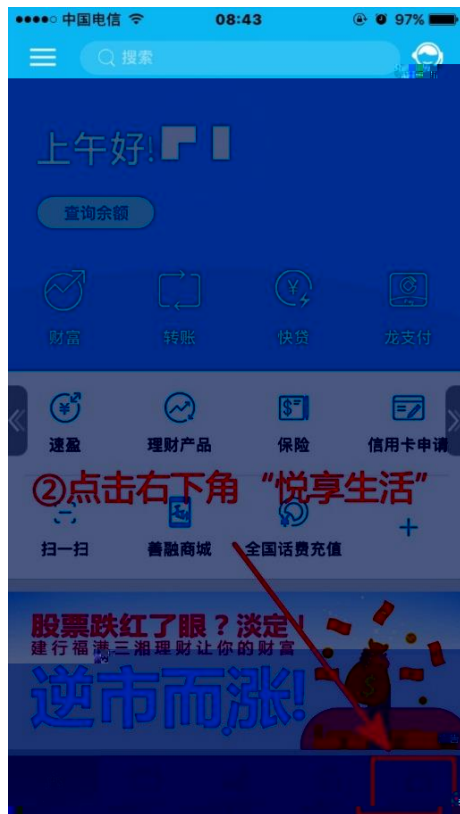 中国电信 08:43 97%
搜索
上午好!
查询余额
财富 转账 快贷 龙支付
速盈 理财产品 保险 信用卡申请
②点击右下角“悦享生活”
扫一扫 善融商城 全国话费充值
股票跌红了眼？淡定！
建行福满三湘理财让你的财富
逆市而涨!